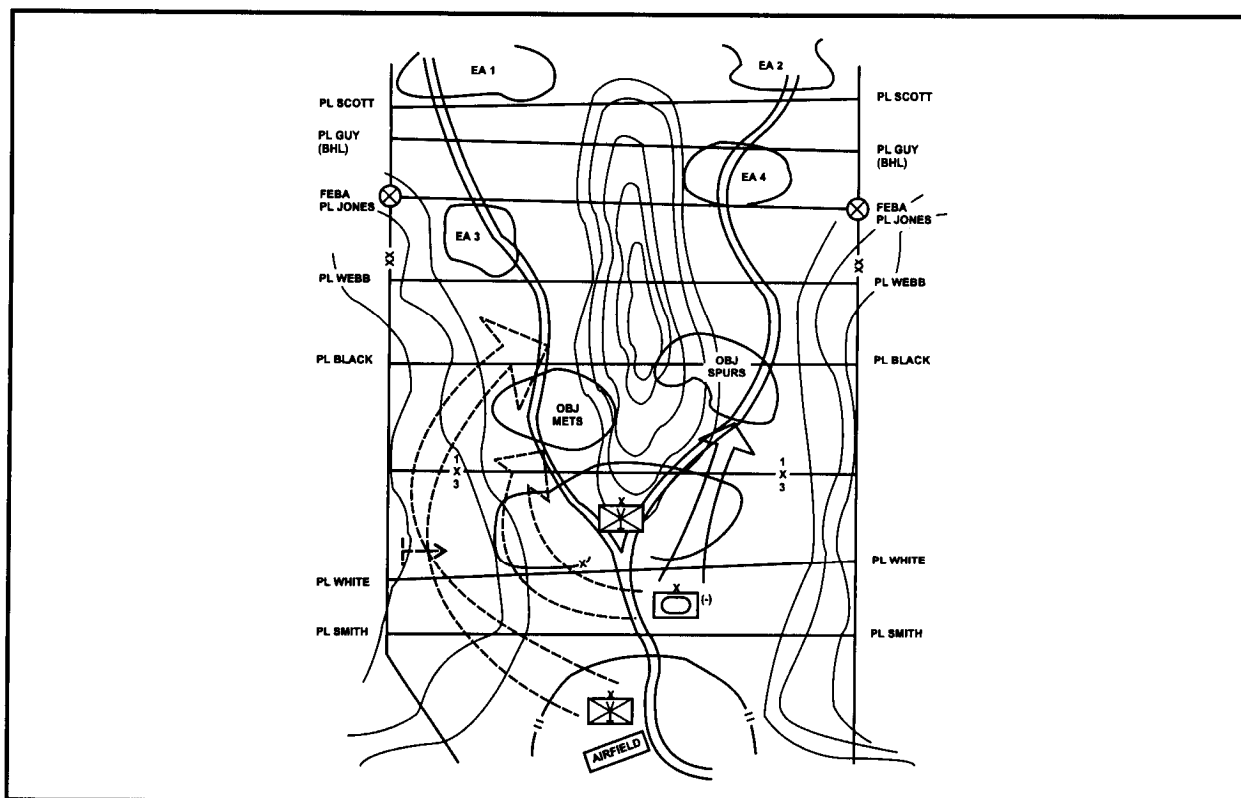 EA 1
EA 2
PL SCOTT
PL SCOTT
PL GUY
(BHL)
PL GUY
(BHL)
EA 4
FEBA
PL JONES
FEBA
PL JONES
EA 3
XX
XX
PL WEBB
PL WEBB
PL BLACK
PL BLACK
OBJ
SPURS
OBJ
METS
1
X
3
1
X
3
X
X
PL WHITE
PL WHITE
X
(-)
PL SMITH
PL SMITH
X
AIRFIELD